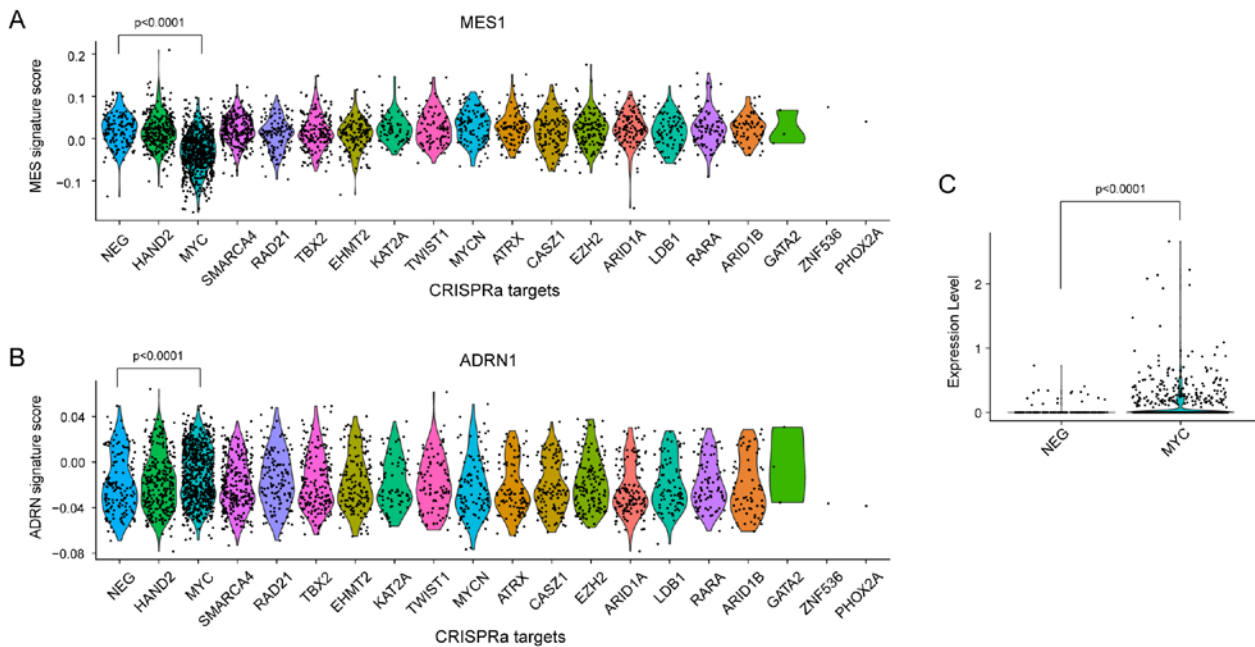 A
MES1
p<0.0001
MES signature score
0.2
0.1
0.0
−0.1
NEG
HAND2
MYC
SMARCA4
RAD21
TBX2
EHMT2
KAT2A
TWIST1
MYCN
ATRX
CASZ1
EZH2
ARID1A
LDB1
RARA
ARID1B
GATA2
ZNF536
PHOX2A
CRISPRa targets
B
ADRN1
p<0.0001
ADRN signature score
0.04
0.00
−0.04
−0.08
NEG
HAND2
MYC
SMARCA4
RAD21
TBX2
EHMT2
KAT2A
TWIST1
MYCN
ATRX
CASZ1
EZH2
ARID1A
LDB1
RARA
ARID1B
GATA2
ZNF536
PHOX2A
CRISPRa targets
C
p<0.0001
Expression Level
2
1
0
NEG
MYC